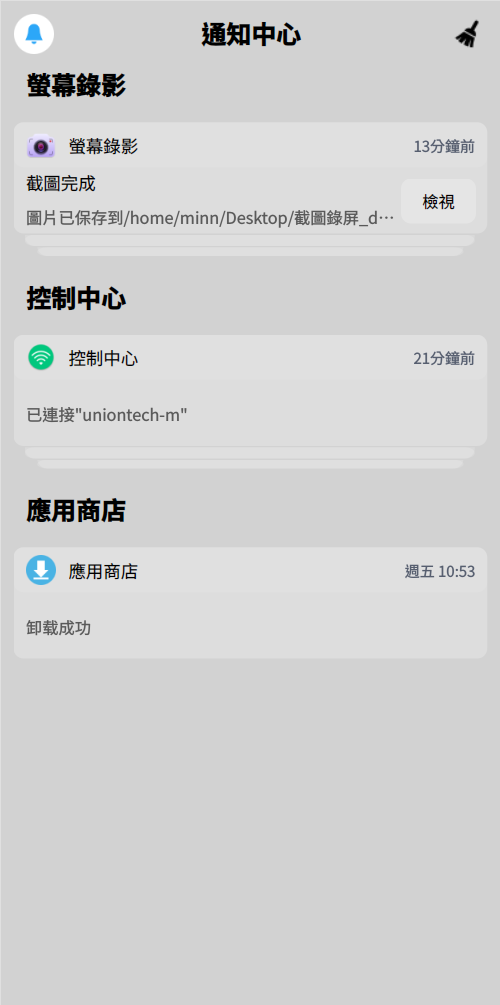 通知中心
螢幕錄影
螢幕錄影 13分鐘前
截圖完成
圖片已保存到/home/minn/Desktop/截圖錄屏_d… 檢視
控制中心
控制中心 21分鐘前
已連接"uniontech-m"
應用商店
應用商店 週五 10:53
卸载成功